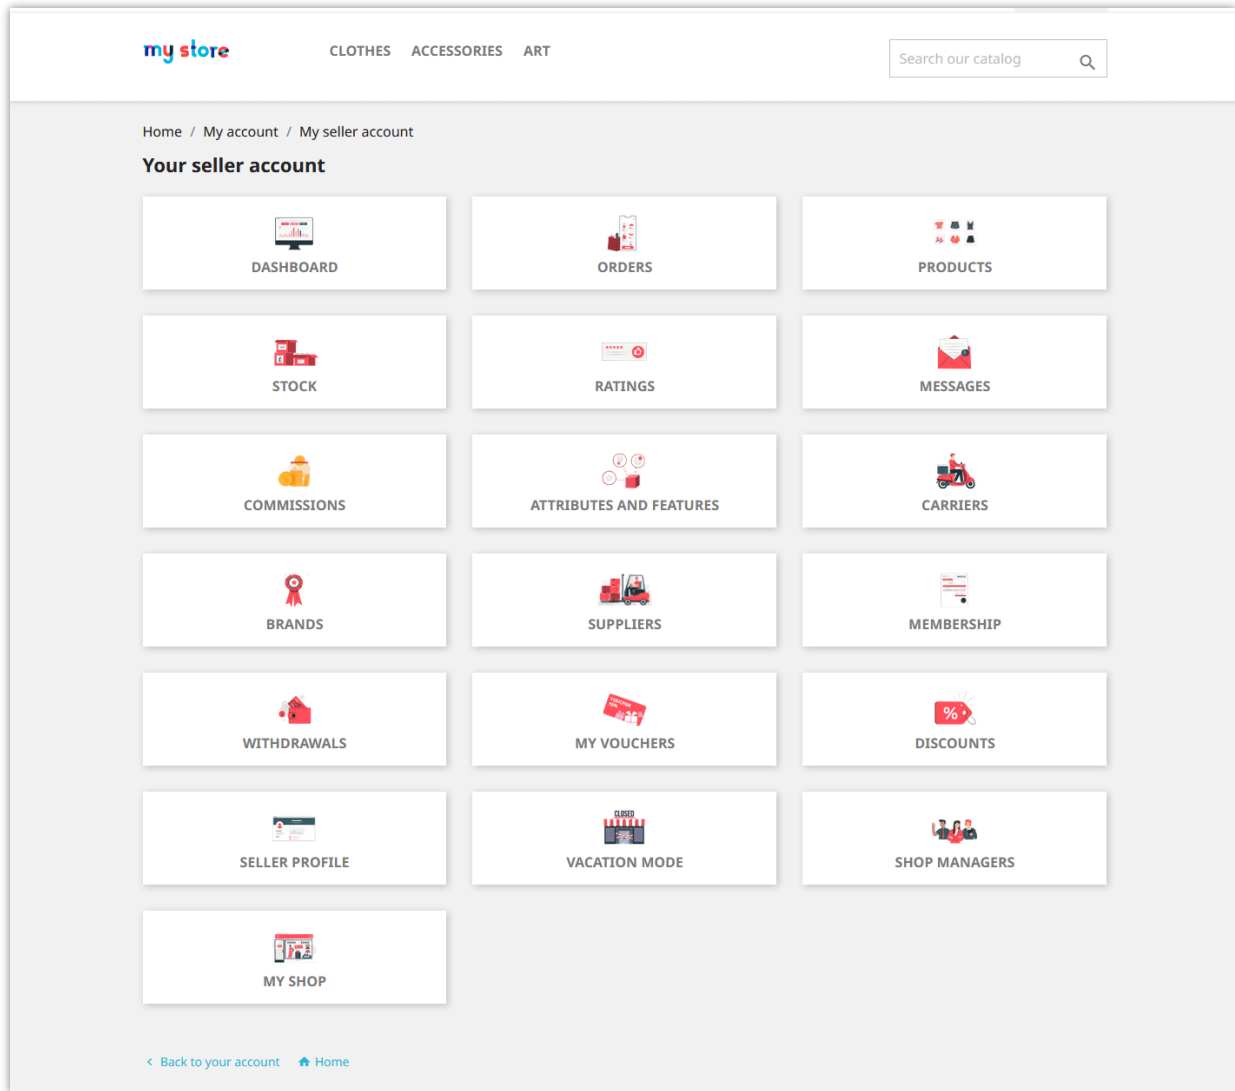 my store
CLOTHES ACCESSORIES ART
Search our catalog
Home / My account / My seller account
Your seller account
DASHBOARD
ORDERS
PRODUCTS
STOCK
RATINGS
MESSAGES
COMMISSIONS
ATTRIBUTES AND FEATURES
CARRIERS
BRANDS
SUPPLIERS
MEMBERSHIP
WITHDRAWALS
VOUCHER
MY VOUCHERS
%
DISCOUNTS
SELLER PROFILE
CLOSED
VACATION MODE
SHOP MANAGERS
MY SHOP
Back to your account Home